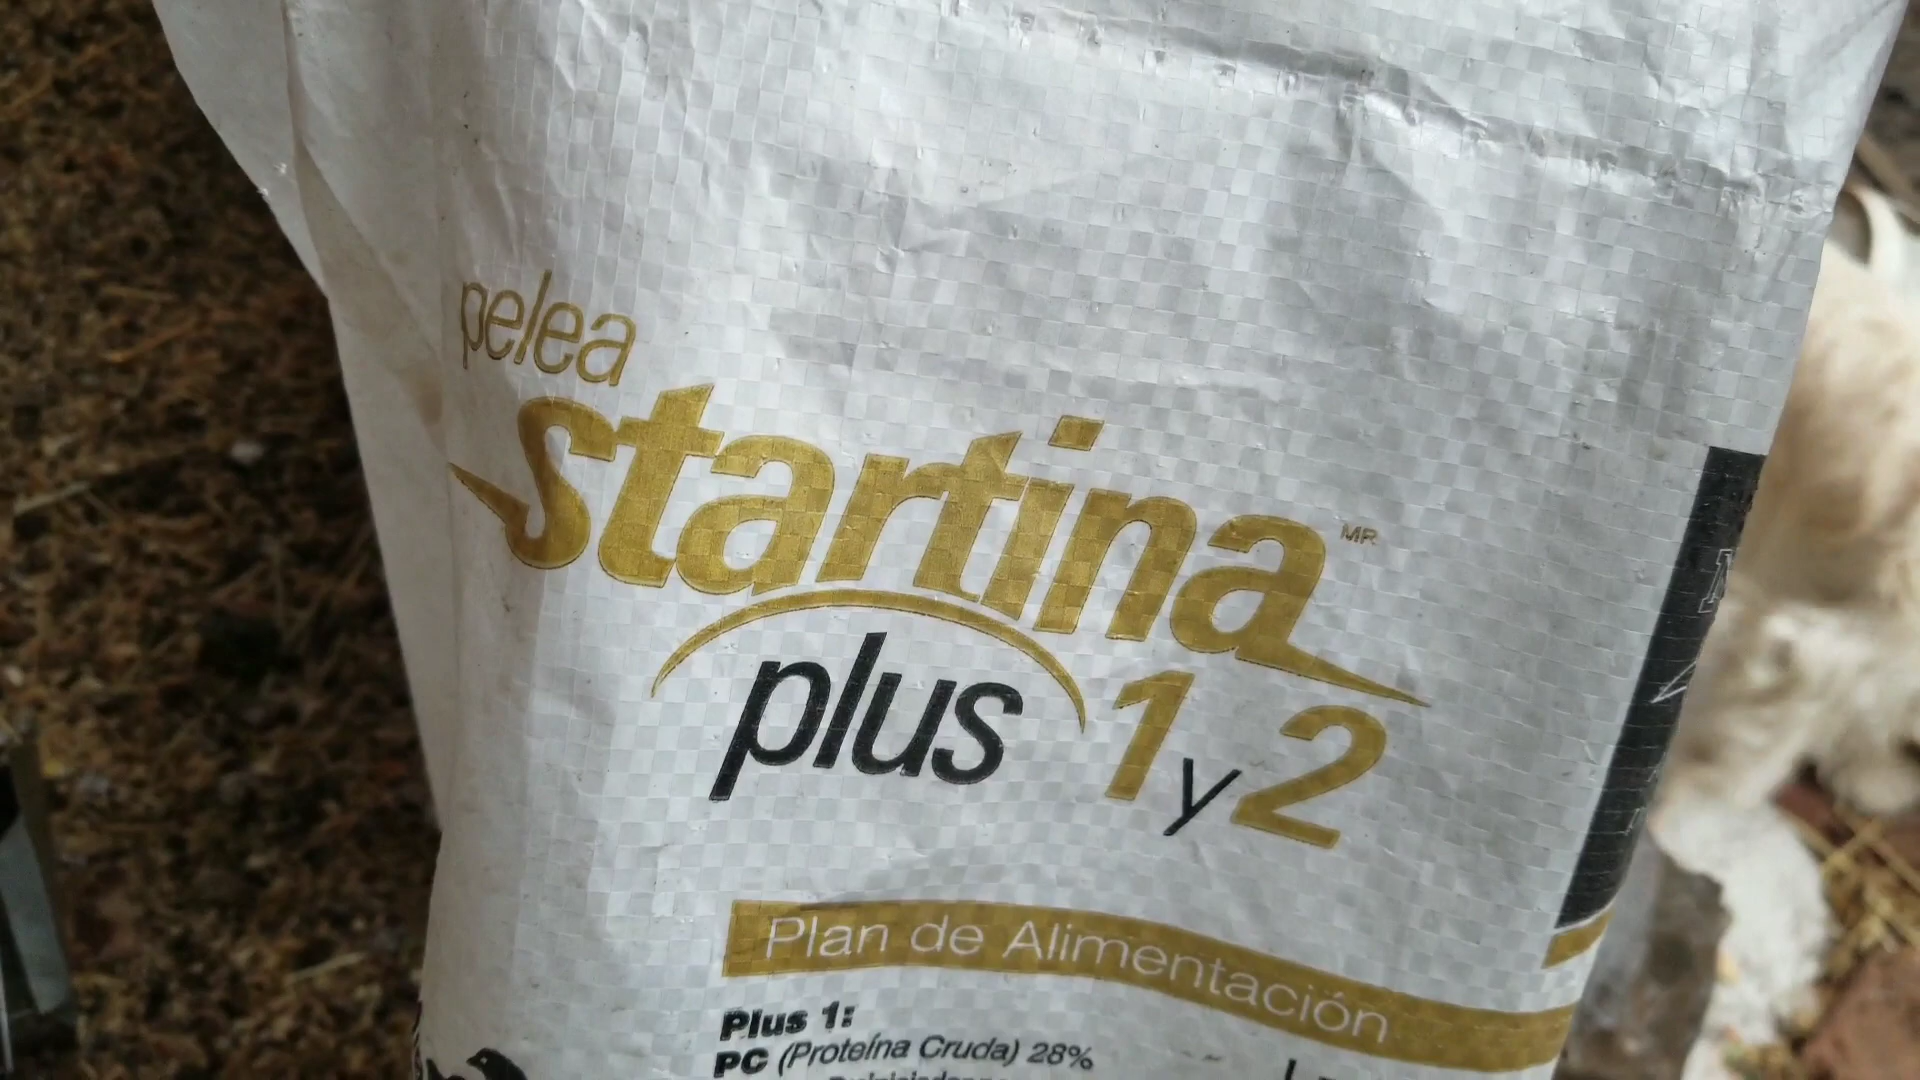 pelea
startina MR
plus 1 y 2
Plan de Alimentación
Plus 1:
PC (Proteína Cruda) 28%